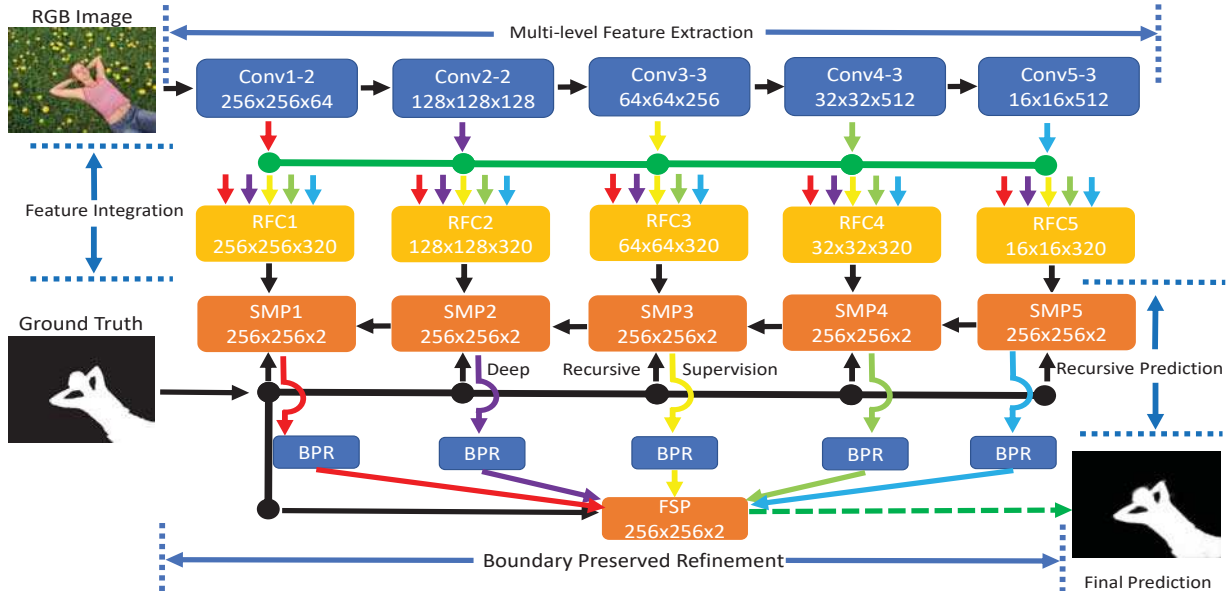 RGB Image
Multi-level Feature Extraction
Conv1-2
256x256x64
Conv2-2
128x128x128
Conv3-3
64x64x256
Conv4-3
32x32x512
Conv5-3
16x16x512
Feature Integration
RFC1
256x256x320
RFC2
128x128x320
RFC3
64x64x320
RFC4
32x32x320
RFC5
16x16x320
SMP1
256x256x2
SMP2
256x256x2
SMP3
256x256x2
SMP4
256x256x2
SMP5
256x256x2
Ground Truth
Deep Recursive Supervision
Recursive Prediction
BPR
BPR
BPR
BPR
BPR
FSP
256x256x2
Boundary Preserved Refinement
Final Prediction